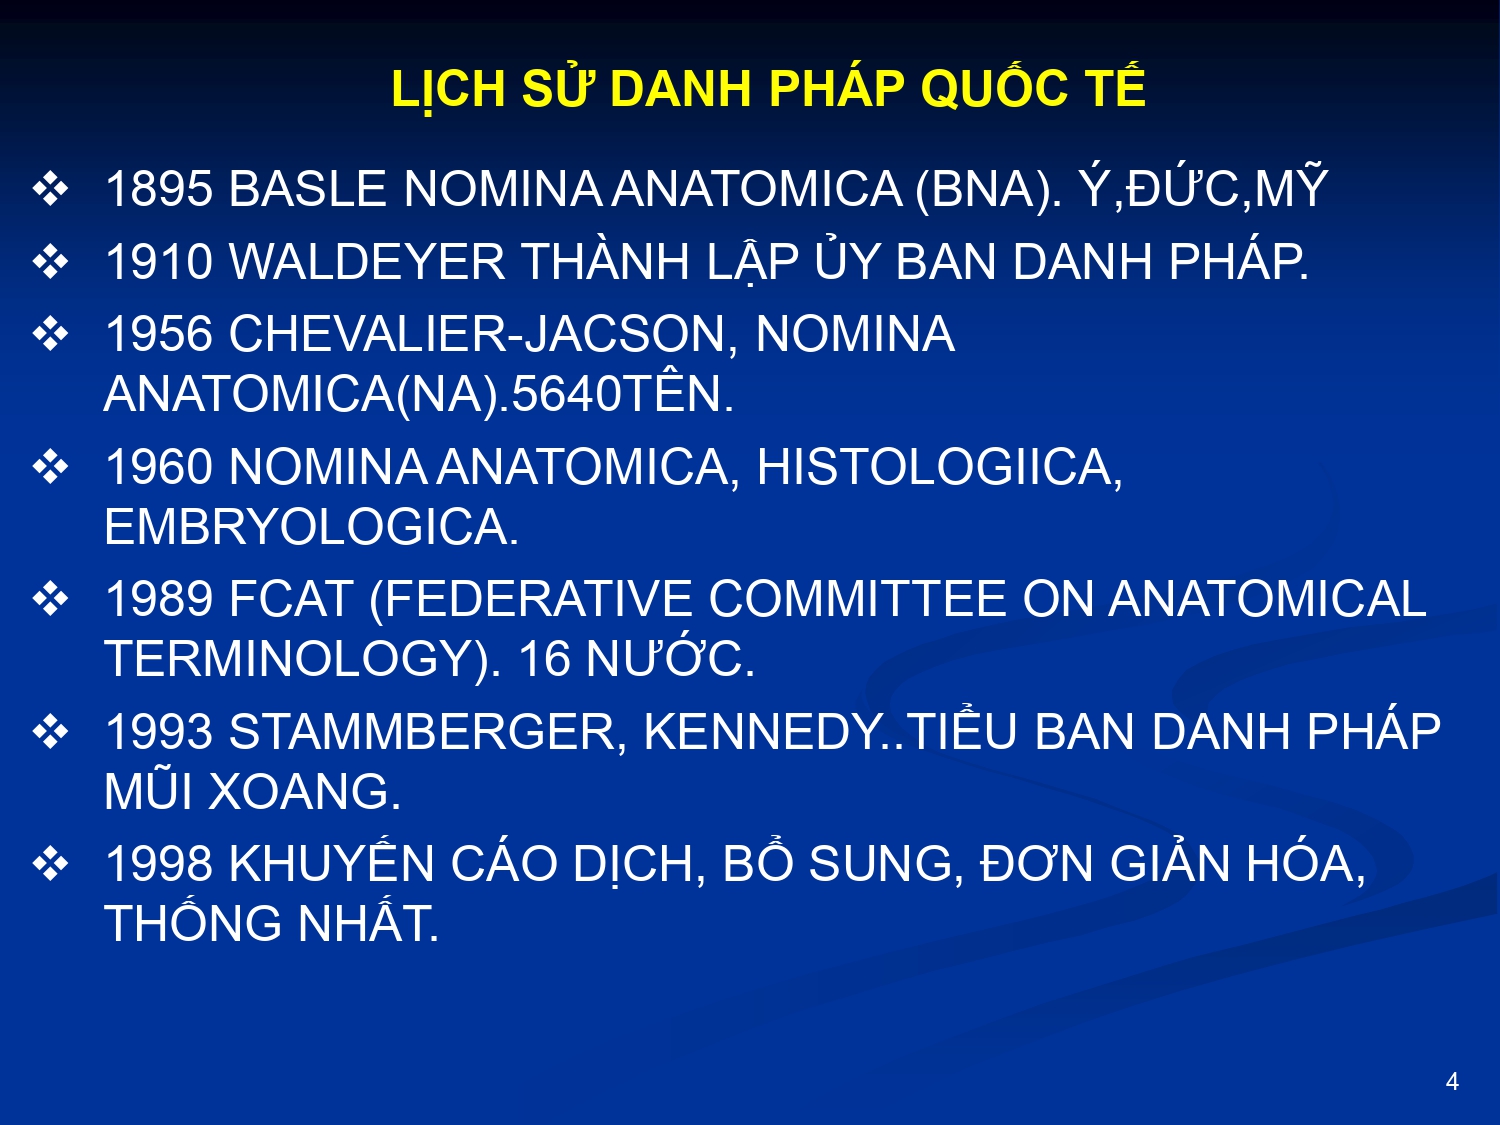 LỊCH SỬ DANH PHÁP QUỐC TẾ
❖ 1895 BASLE NOMINA ANATOMICA (BNA). Ý,ĐỨC,MỸ
❖ 1910 WALDEYER THÀNH LẬP ỦY BAN DANH PHÁP.
❖ 1956 CHEVALIER-JACSON, NOMINA
ANATOMICA(NA).5640TÊN.
❖ 1960 NOMINA ANATOMICA, HISTOLOGIICA,
EMBRYOLOGICA.
❖ 1989 FCAT (FEDERATIVE COMMITTEE ON ANATOMICAL
TERMINOLOGY). 16 NƯỚC.
❖ 1993 STAMMBERGER, KENNEDY..TIỂU BAN DANH PHÁP
MŨI XOANG.
❖ 1998 KHUYẾN CÁO DỊCH, BỔ SUNG, ĐƠN GIẢN HÓA,
THỐNG NHẤT.
4